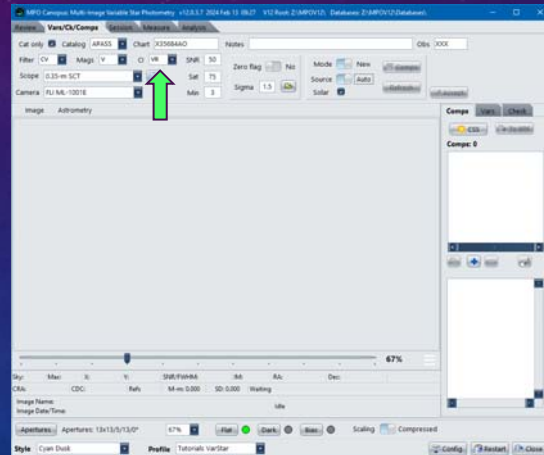 MPO Canopus: Multi-Image Variable Star Photometry v12.0.3.7 2024 Feb 15 09:27 V12 Root: Z:\MPOV12\ Databases: Z:\MPOV12\Databases\
Review Vars/Ck/Comps Session Measure Analysis
Cat only Catalog APASS Chart X35684AO Notes Obs XXX
Filter CV Mags V CI VR SNR 50 Zero flag No Mode New
Scope 0.35-m SCT Sat 75 Source Auto
Camera FLI ML-1001E Min 3 Sigma 1.5 Solar Refresh Accept
Image Astrometry Comps Vars Check
CSS
Comps: 0
67%
Sky: Max: X: Y: SNR/FWHM: IM: RA: Dec:
CRA: CDC: Ref: M-m: 0.000 SD: 0.000 Waiting
Image Name:
Image Date/Time: Idle
Apertures Apertures: 13x13/5/13/0° 67% Flat Dark Bias Scaling Compressed
Style Cyan Dusk Profile Tutorials VarStar Config Restart Close